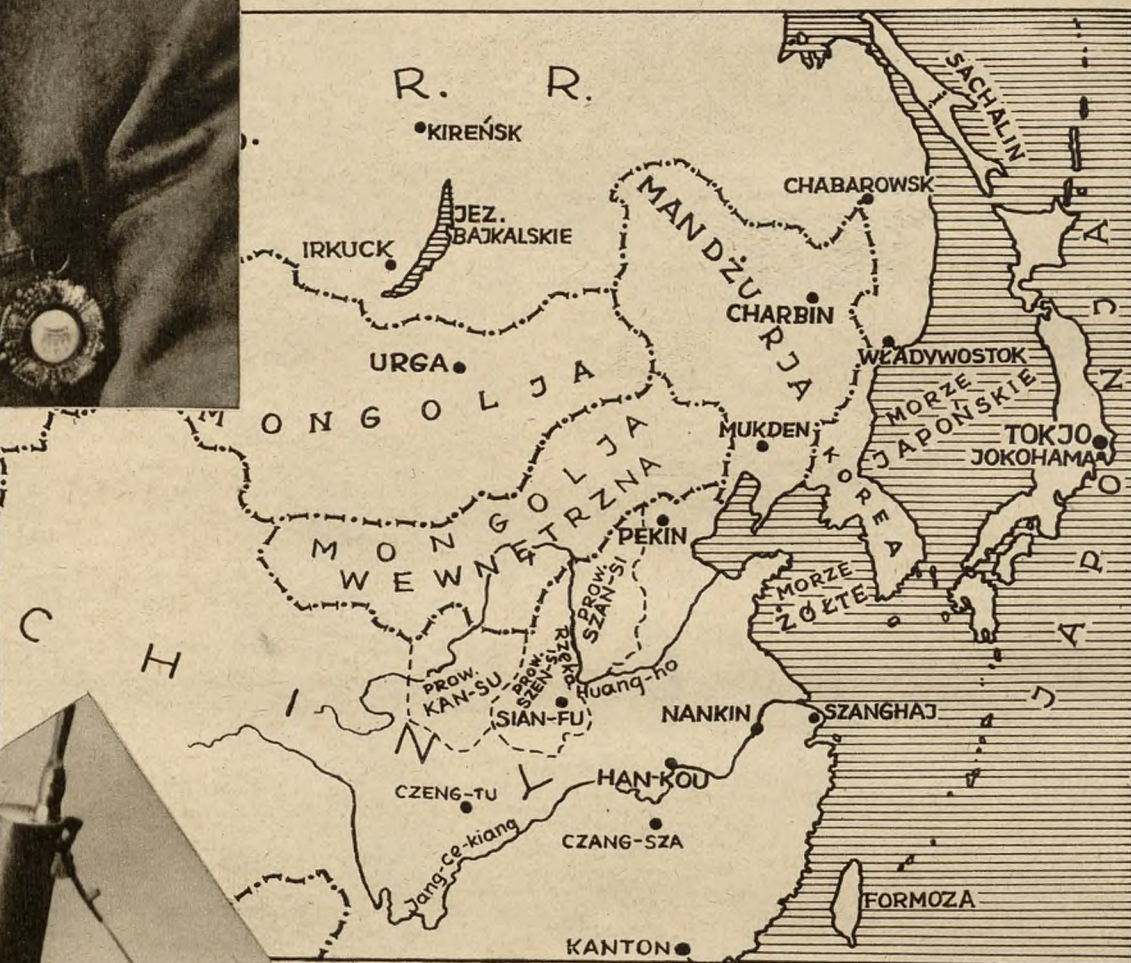 R. R.
KIREŃSK
SACHALIN
CHABAROWSK
JEZ.
BAJKALSKIE
IRKUCK
MANDŻURJA
CHARBIN
URGA
WŁADYWOSTOK
MONGOLJA
MORZE
JAPOŃSKIE
MUKDEN
TOKJO
JOKOHAMA
KOREA
JAPONJA
MONGOLJA
WEWNĘTRZNA
PEKIN
PROW.
SZAN-SI
MORZE
ŻÓŁTE
CHINY
PROW.
KAN-SU
PROW.
SZEN-SI
Rzeka
Huang-ho
SIAN-FU
NANKIN
SZANGHAJ
HAN-KOU
CZENG-TU
CZANG-SZA
Jang-Ce-kiang
FORMOZA
KANTON